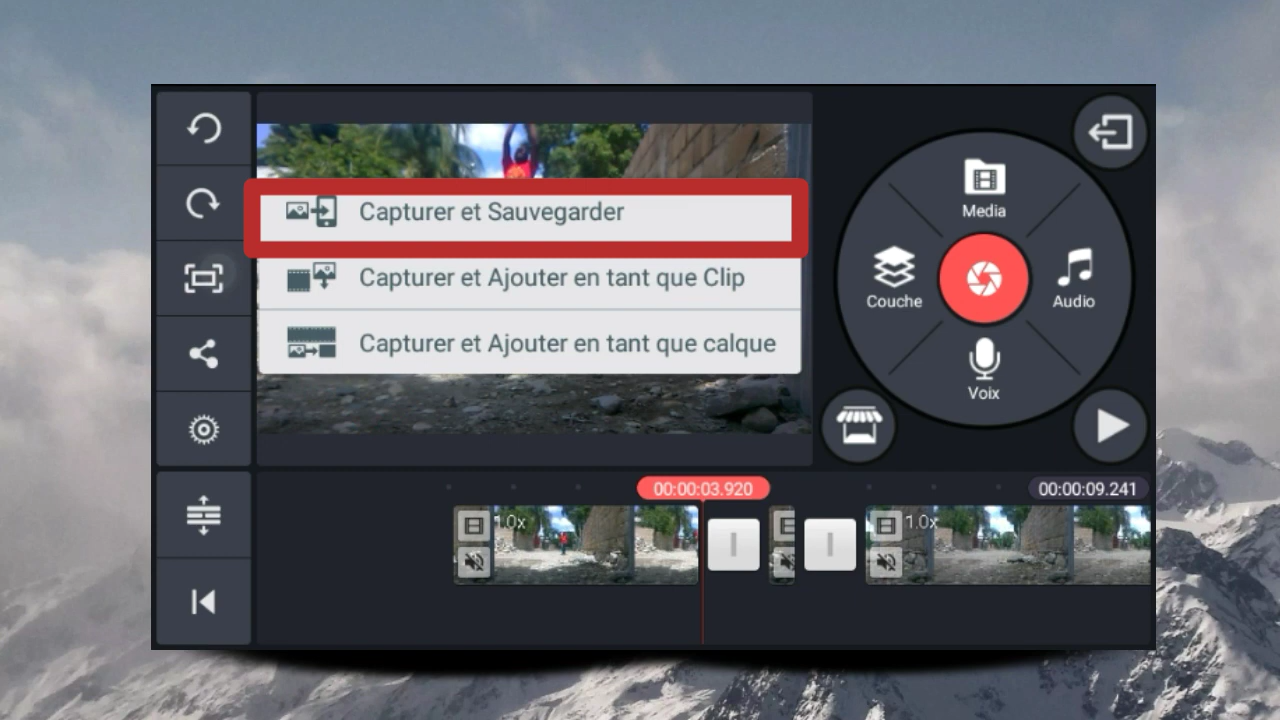 Capturer et Sauvegarder
Capturer et Ajouter en tant que Clip
Capturer et Ajouter en tant que calque
Media
Couche
Audio
Voix
00:00:03.920
00:00:09.241
1.0x
1.0x